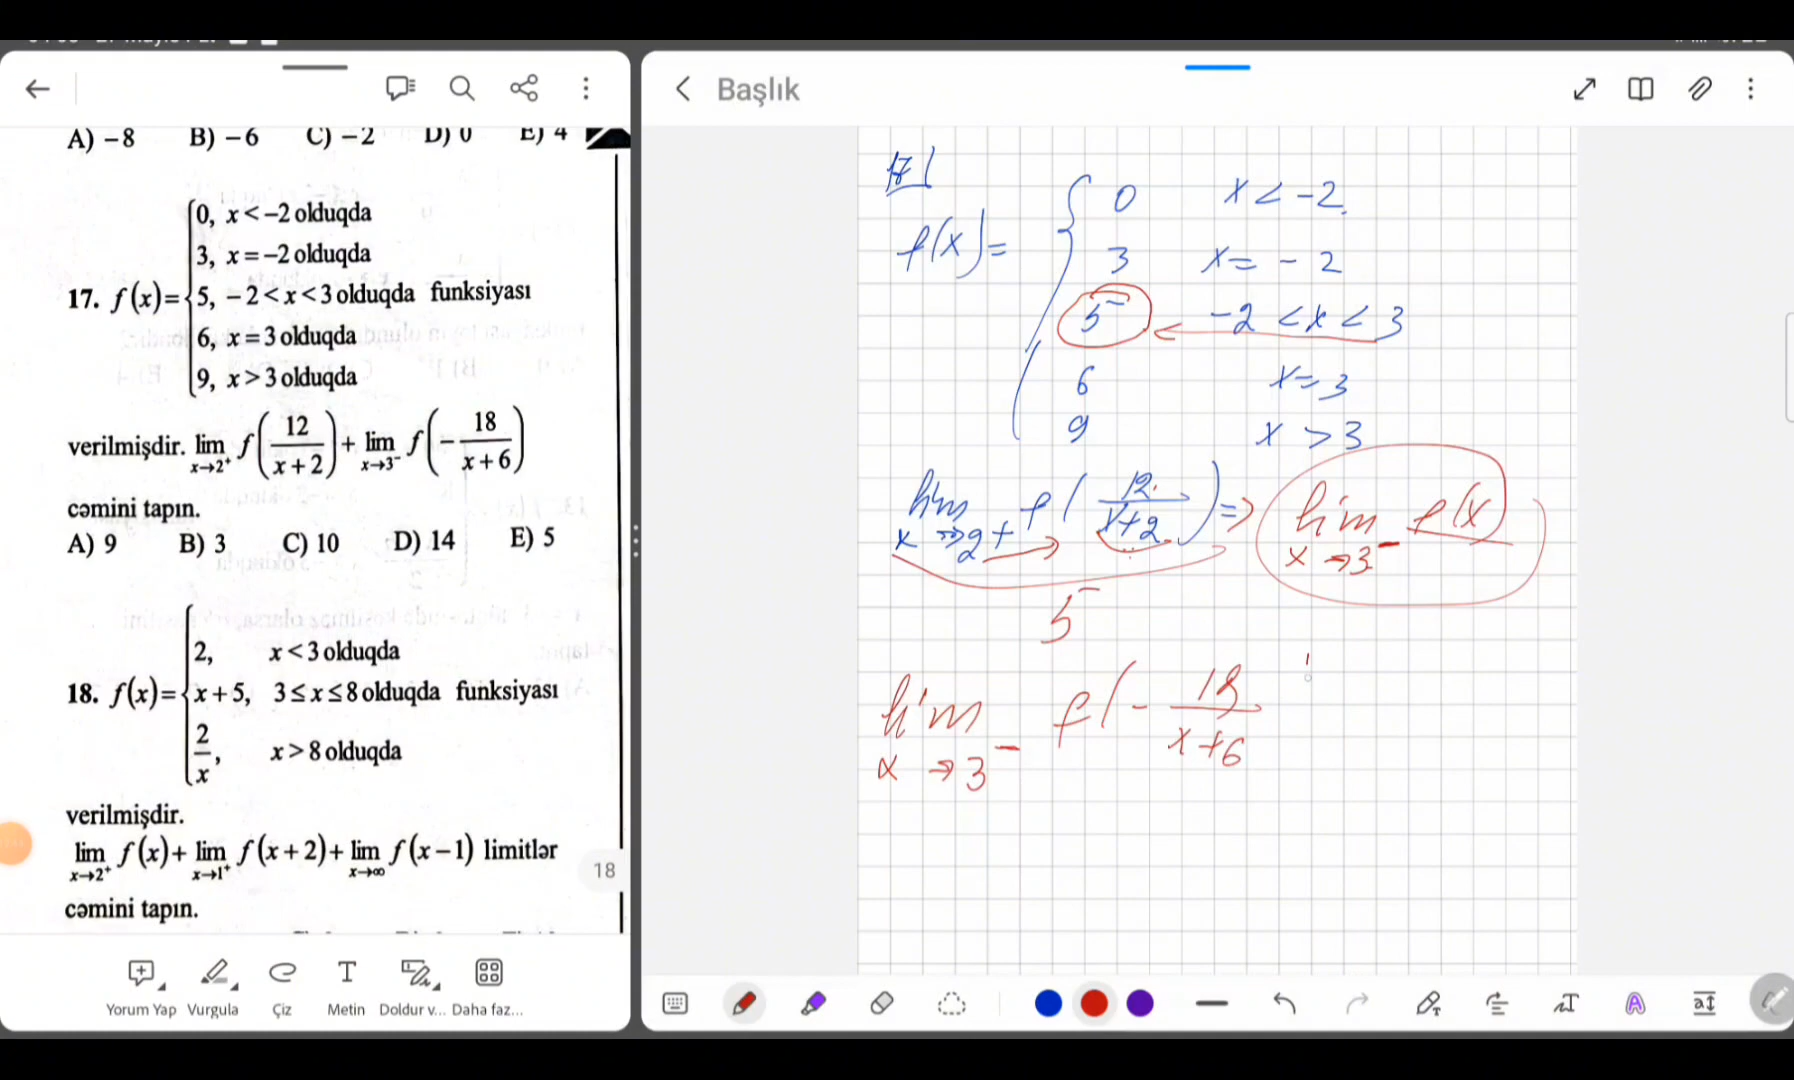 Başlık
A) −8 B) −6 C) −2 D) 0 E) 4
17. f(x)= {0, x<−2 olduqda
3, x=−2 olduqda
5, −2<x<3 olduqda funksiyası
6, x=3 olduqda
9, x>3 olduqda
verilmişdir. lim x→2⁺ f(12/(x+2)) + lim x→3⁻ f(−18/(x+6))
cəmini tapın.
A) 9 B) 3 C) 10 D) 14 E) 5
18. f(x)= {2, x<3 olduqda
x+5, 3≤x≤8 olduqda funksiyası
2/x, x>8 olduqda
verilmişdir.
lim x→2⁺ f(x)+ lim x→1⁺ f(x+2)+ lim x→∞ f(x−1) limitlər
cəmini tapın.
18
Yorum Yap Vurgula Çiz Metin Doldur v... Daha faz...
17
f(x)= { 0 x < -2
3 x = -2
5 -2 < x < 3
6 x = 3
9 x > 3
lim x→2+ f(12/(x+2)) => lim x→3⁻ f(x)
5
lim x→3⁻ f(- 18/(x+6)